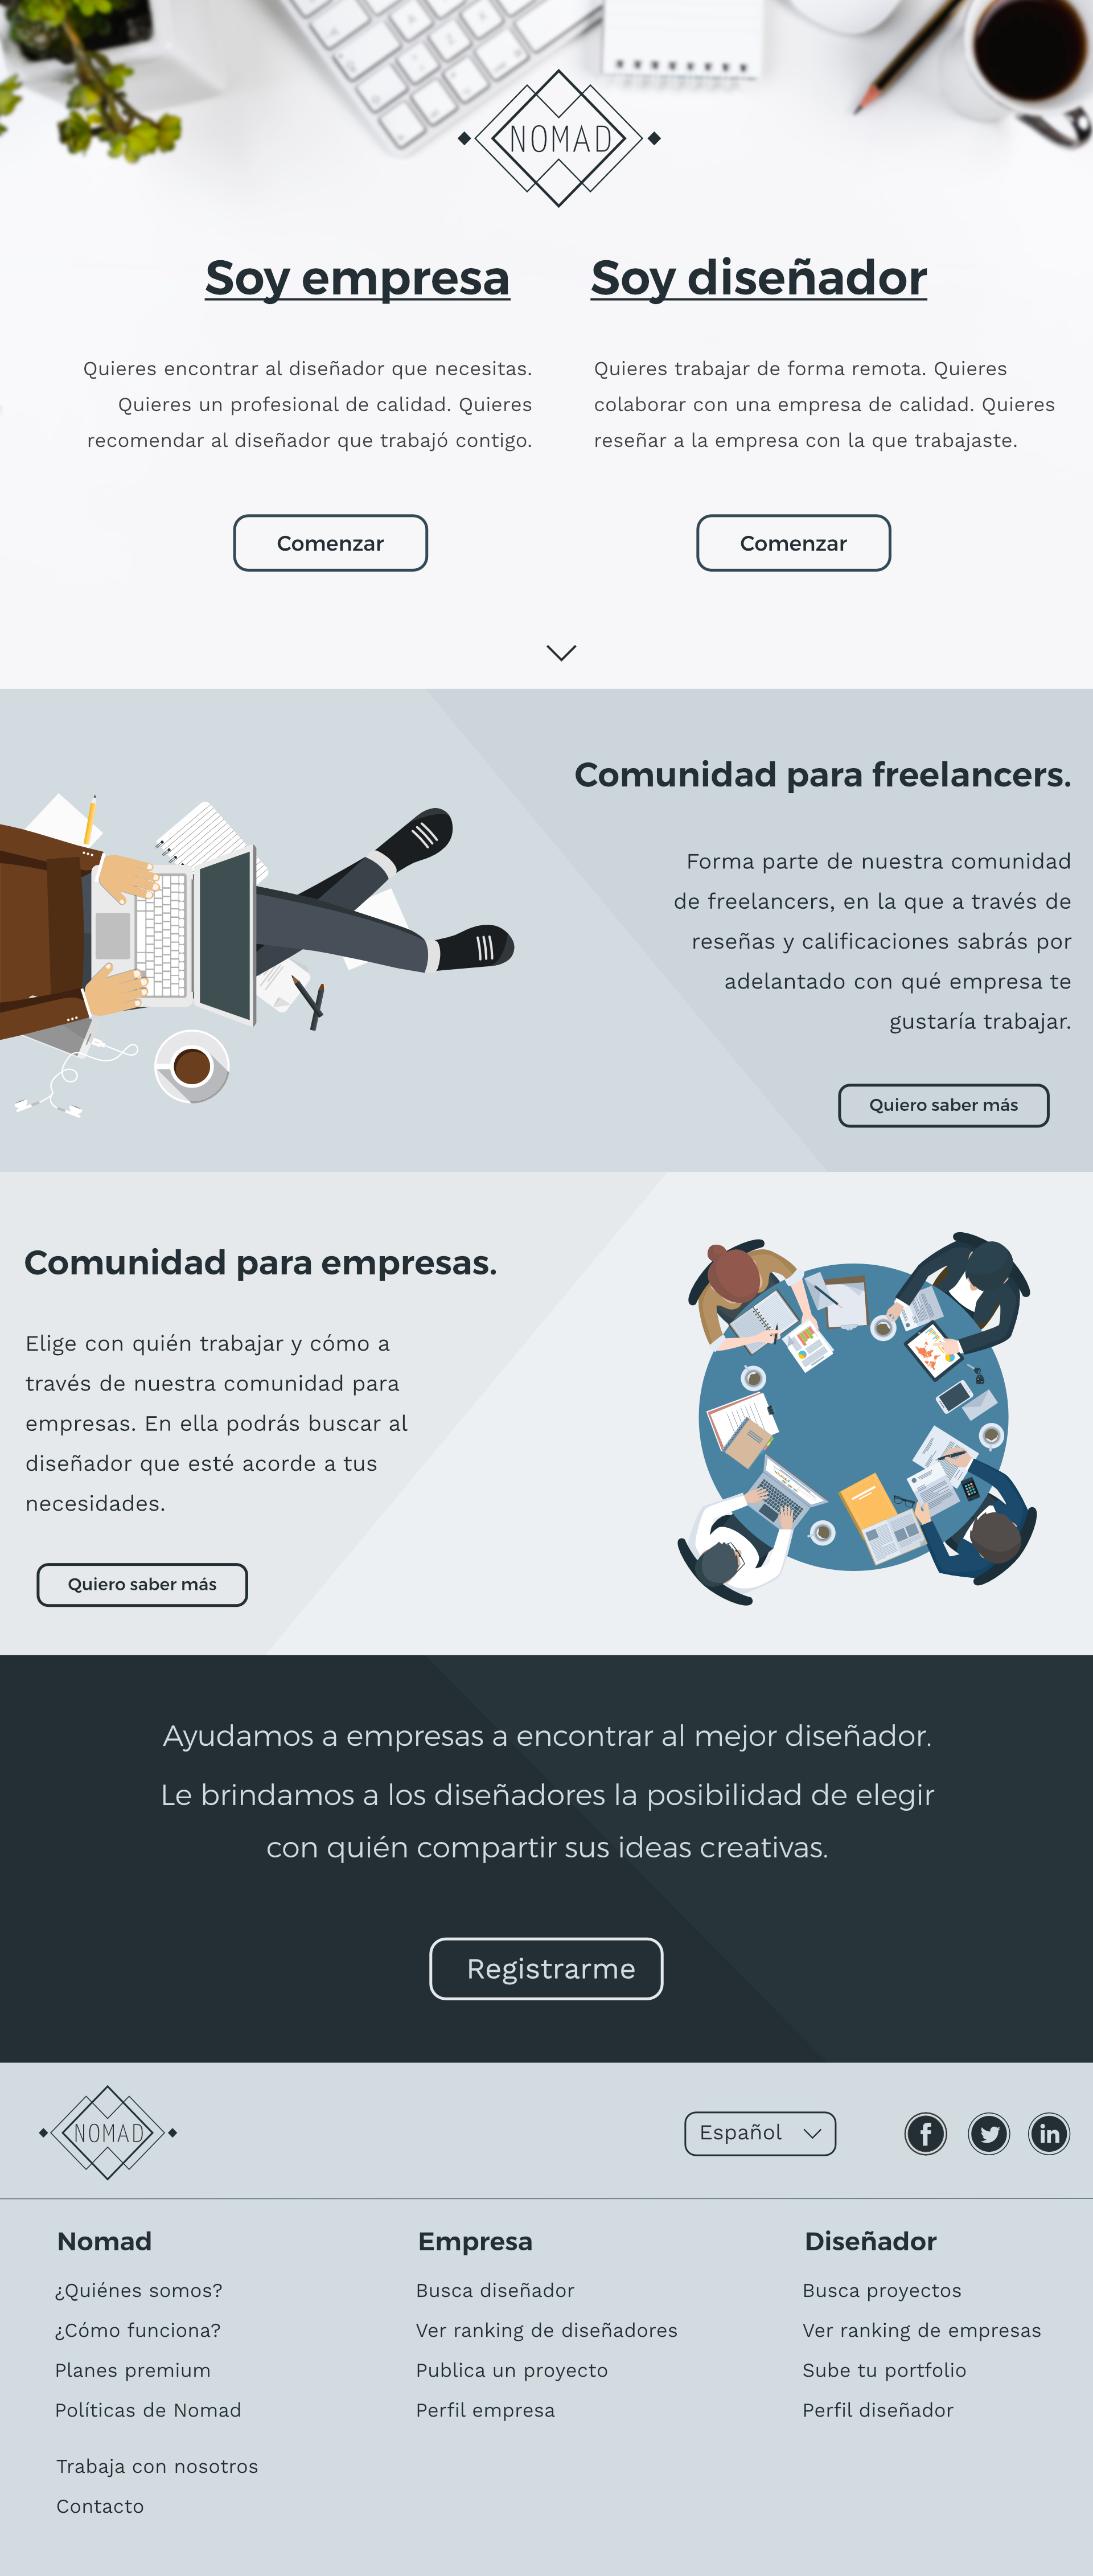 NOMAD
Soy empresa
Quieres encontrar al diseñador que necesitas.
Quieres un profesional de calidad. Quieres
recomendar al diseñador que trabajó contigo.
Comenzar
Soy diseñador
Quieres trabajar de forma remota. Quieres
colaborar con una empresa de calidad. Quieres
reseñar a la empresa con la que trabajaste.
Comenzar
Comunidad para freelancers.
Forma parte de nuestra comunidad
de freelancers, en la que a través de
reseñas y calificaciones sabrás por
adelantado con qué empresa te
gustaría trabajar.
Quiero saber más
Comunidad para empresas.
Elige con quién trabajar y cómo a
través de nuestra comunidad para
empresas. En ella podrás buscar al
diseñador que esté acorde a tus
necesidades.
Quiero saber más
Ayudamos a empresas a encontrar al mejor diseñador.
Le brindamos a los diseñadores la posibilidad de elegir
con quién compartir sus ideas creativas.
Registrarme
NOMAD
Español
f
in
Nomad
¿Quiénes somos?
¿Cómo funciona?
Planes premium
Políticas de Nomad
Trabaja con nosotros
Contacto
Empresa
Busca diseñador
Ver ranking de diseñadores
Publica un proyecto
Perfil empresa
Diseñador
Busca proyectos
Ver ranking de empresas
Sube tu portfolio
Perfil diseñador